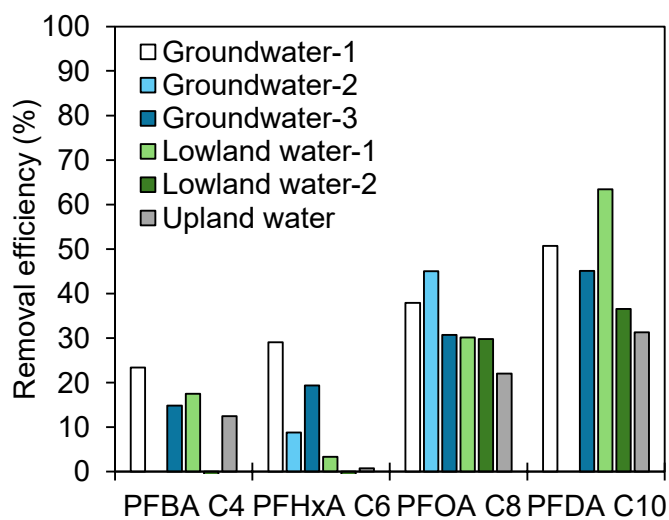 Removal efficiency (%)
100
90
80
70
60
50
40
30
20
10
0
Groundwater-1
Groundwater-2
Groundwater-3
Lowland water-1
Lowland water-2
Upland water
PFBA C4 PFHxA C6 PFOA C8 PFDA C10